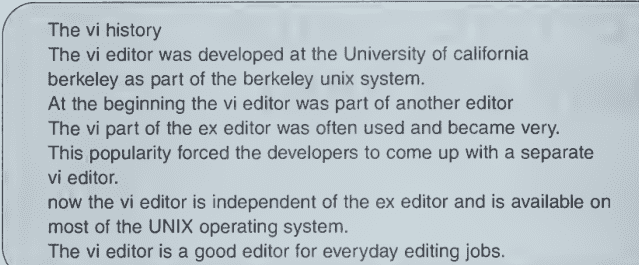 The vi history
The vi editor was developed at the University of california
berkeley as part of the berkeley unix system.
At the beginning the vi editor was part of another editor
The vi part of the ex editor was often used and became very.
This popularity forced the developers to come up with a separate
vi editor.
now the vi editor is independent of the ex editor and is available on
most of the UNIX operating system.
The vi editor is a good editor for everyday editing jobs.